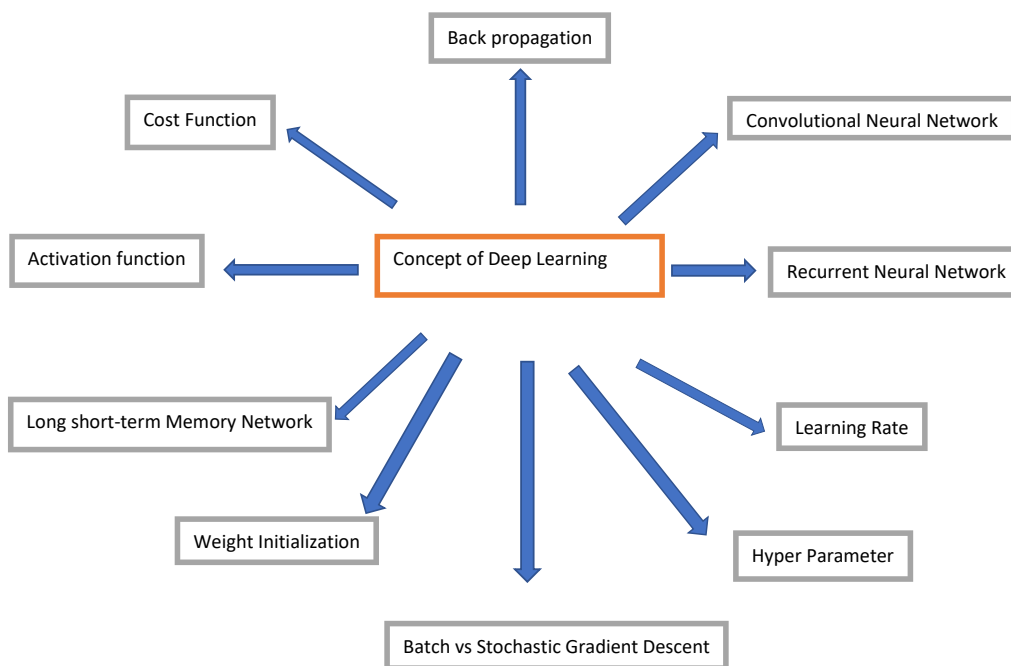 Back propagation
Cost Function
Convolutional Neural Network
Activation function
Concept of Deep Learning
Recurrent Neural Network
Long short-term Memory Network
Learning Rate
Weight Initialization
Hyper Parameter
Batch vs Stochastic Gradient Descent